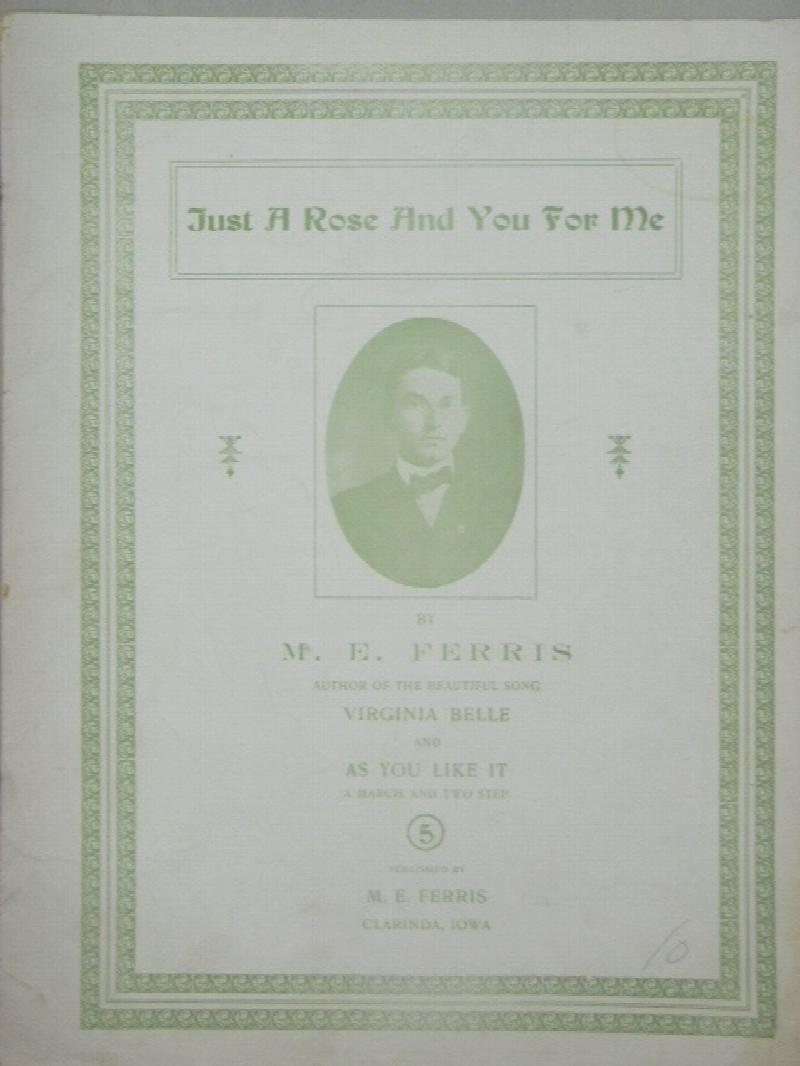 Just A Rose And You For Me
BY
M. E. FERRIS
AUTHOR OF THE BEAUTIFUL SONG
VIRGINIA BELLE
AND
AS YOU LIKE IT
A MARCH AND TWO STEP
5
PUBLISHED BY
M. E. FERRIS
CLARINDA, IOWA
10